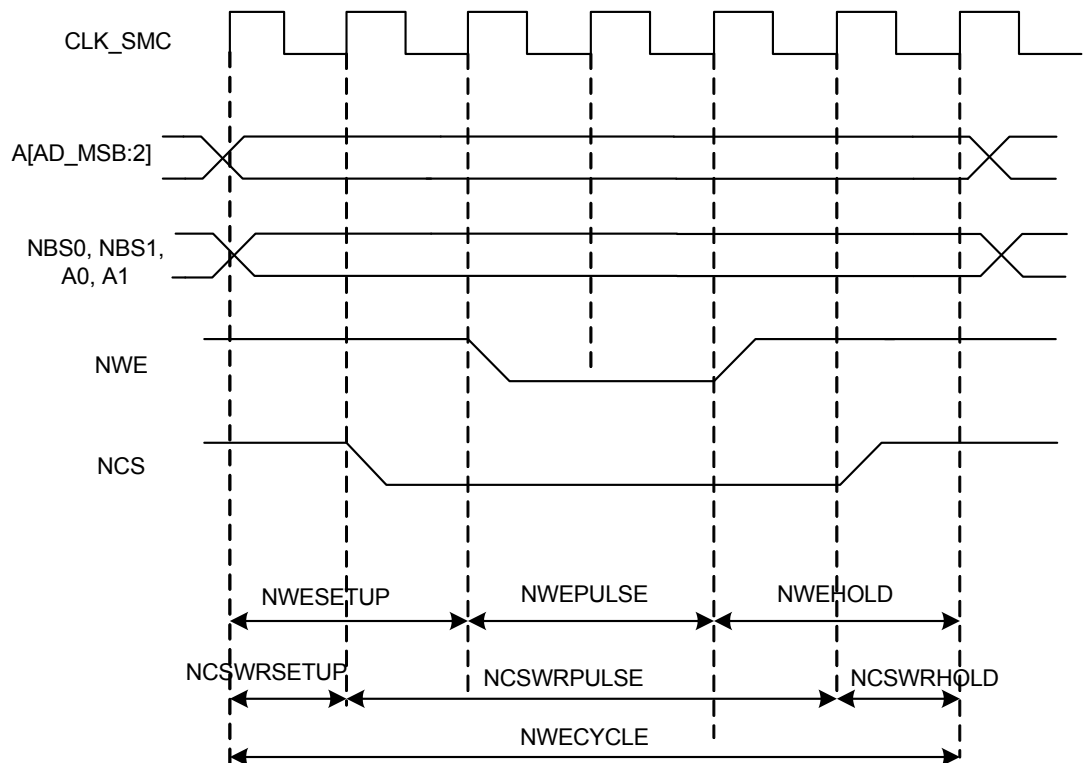 CLK_SMC
A[AD_MSB:2]
NBS0, NBS1,
A0, A1
NWE
NCS
NWESETUP
NWEPULSE
NWEHOLD
NCSWRSETUP
NCSWRPULSE
NCSWRHOLD
NWECYCLE